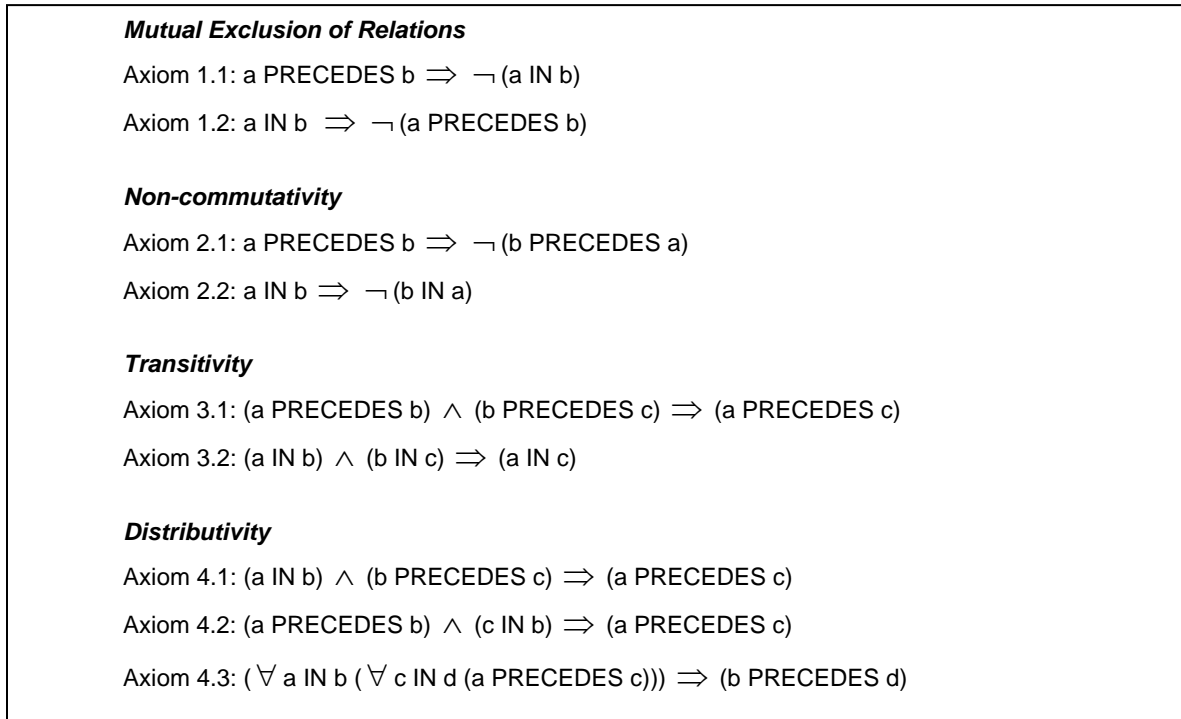 Mutual Exclusion of Relations
Axiom 1.1: a PRECEDES b ⟹ ¬ (a IN b)
Axiom 1.2: a IN b ⟹ ¬ (a PRECEDES b)
Non-commutativity
Axiom 2.1: a PRECEDES b ⟹ ¬ (b PRECEDES a)
Axiom 2.2: a IN b ⟹ ¬ (b IN a)
Transitivity
Axiom 3.1: (a PRECEDES b) ∧ (b PRECEDES c) ⟹ (a PRECEDES c)
Axiom 3.2: (a IN b) ∧ (b IN c) ⟹ (a IN c)
Distributivity
Axiom 4.1: (a IN b) ∧ (b PRECEDES c) ⟹ (a PRECEDES c)
Axiom 4.2: (a PRECEDES b) ∧ (c IN b) ⟹ (a PRECEDES c)
Axiom 4.3: ( ∀ a IN b ( ∀ c IN d (a PRECEDES c))) ⟹ (b PRECEDES d)